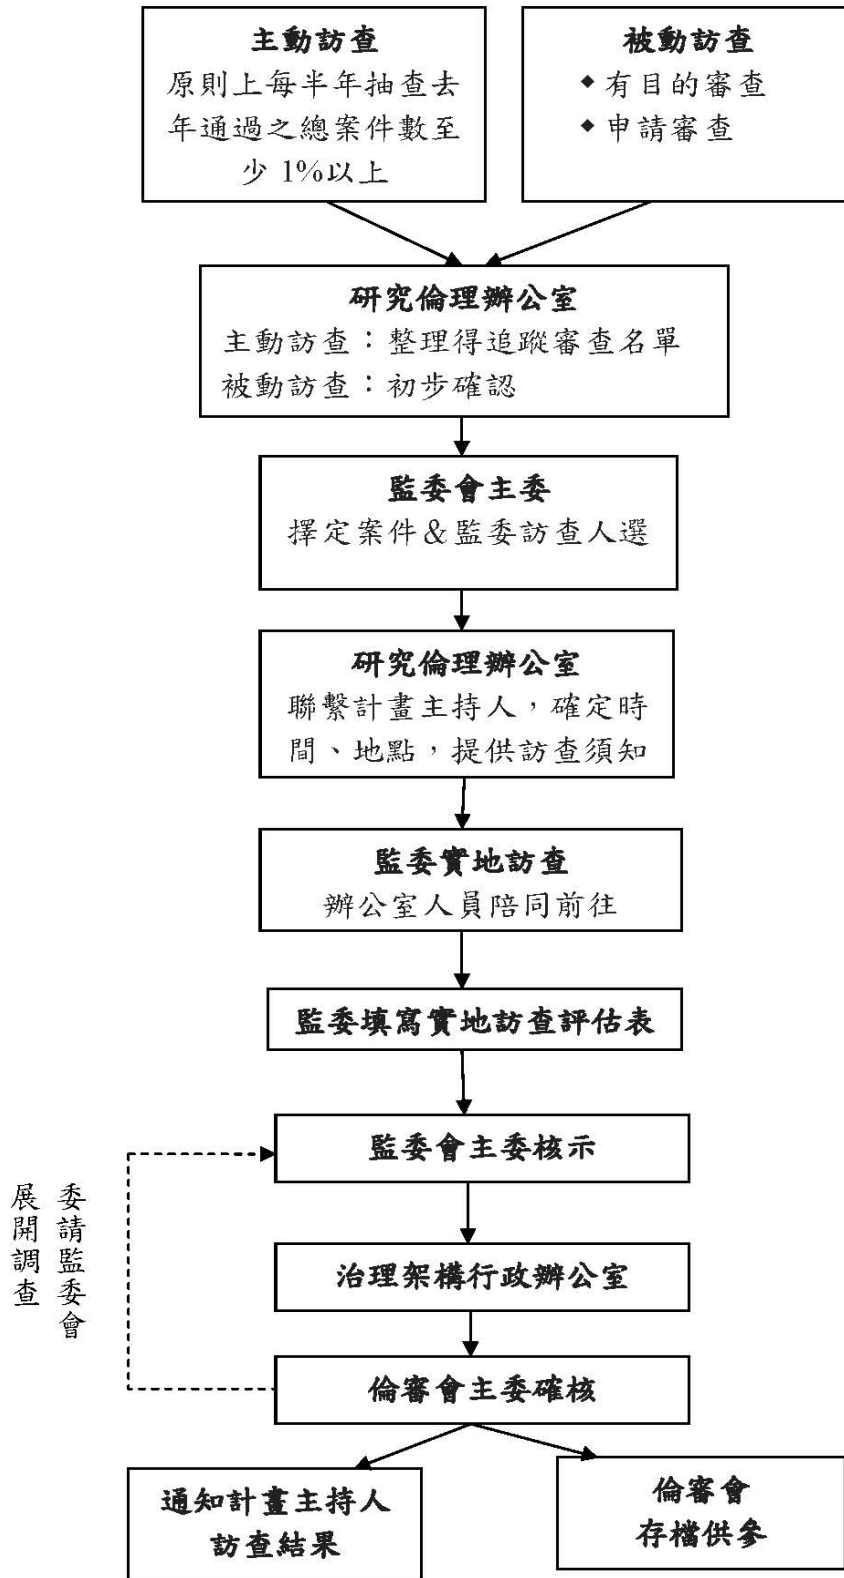 主動訪查
原則上每半年抽查去
年通過之總案件數至
少 1%以上
被動訪查
◆有目的審查
◆申請審查
研究倫理辦公室
主動訪查：整理得追蹤審查名單
被動訪查：初步確認
監委會主委
擇定案件＆監委訪查人選
研究倫理辦公室
聯繫計畫主持人，確定時
間、地點，提供訪查須知
監委實地訪查
辦公室人員陪同前往
監委填寫實地訪查評估表
監委會主委核示
委請監委會
展開調查
治理架構行政辦公室
倫審會主委確核
通知計畫主持人
訪查結果
倫審會
存檔供參